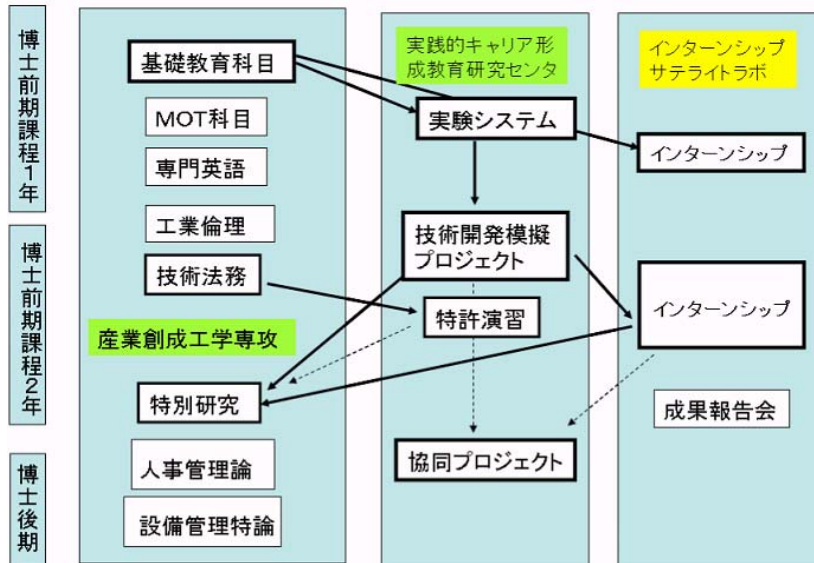 博士前期課程1年
博士前期課程2年
博士後期
基礎教育科目
MOT科目
専門英語
工業倫理
技術法務
産業創成工学専攻
特別研究
人事管理論
設備管理特論
実践的キャリア形
成教育研究センタ
実験システム
技術開発模擬
プロジェクト
特許演習
協同プロジェクト
インターンシップ
サテライトラボ
インターンシップ
インターンシップ
成果報告会